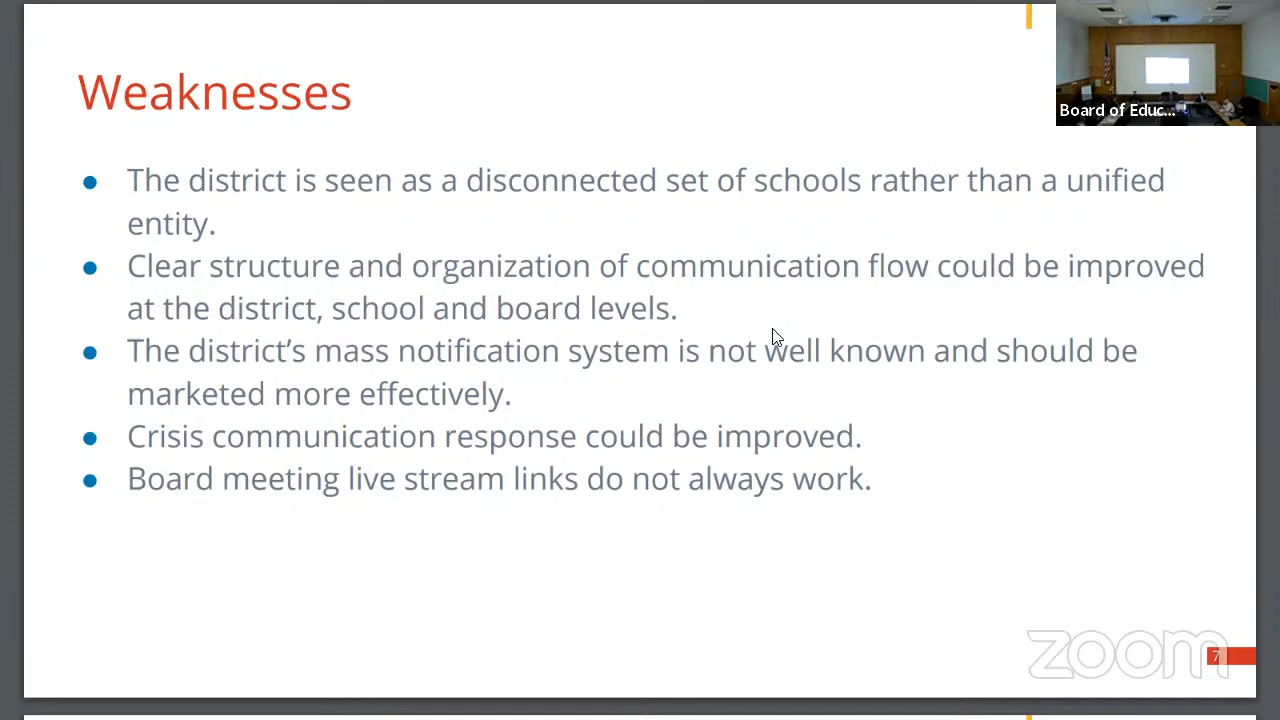 Weaknesses
Board of Educ...
The district is seen as a disconnected set of schools rather than a unified
entity.
Clear structure and organization of communication flow could be improved
at the district, school and board levels.
The district’s mass notification system is not well known and should be
marketed more effectively.
Crisis communication response could be improved.
Board meeting live stream links do not always work.
zoom
7